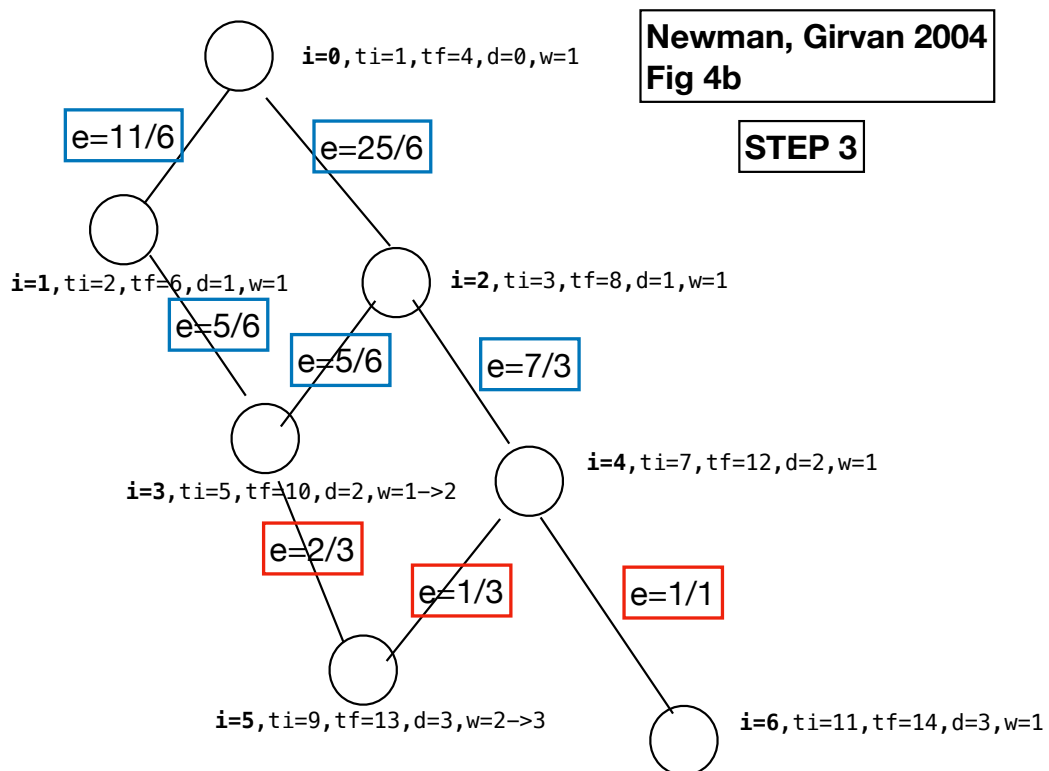 Newman, Girvan 2004
Fig 4b
i=0,ti=1,tf=4,d=0,w=1
STEP 3
e=11/6
e=25/6
i=1,ti=2,tf=6,d=1,w=1
i=2,ti=3,tf=8,d=1,w=1
e=5/6
e=5/6
e=7/3
i=4,ti=7,tf=12,d=2,w=1
i=3,ti=5,tf=10,d=2,w=1->2
e=2/3
e=1/3
e=1/1
i=5,ti=9,tf=13,d=3,w=2->3
i=6,ti=11,tf=14,d=3,w=1